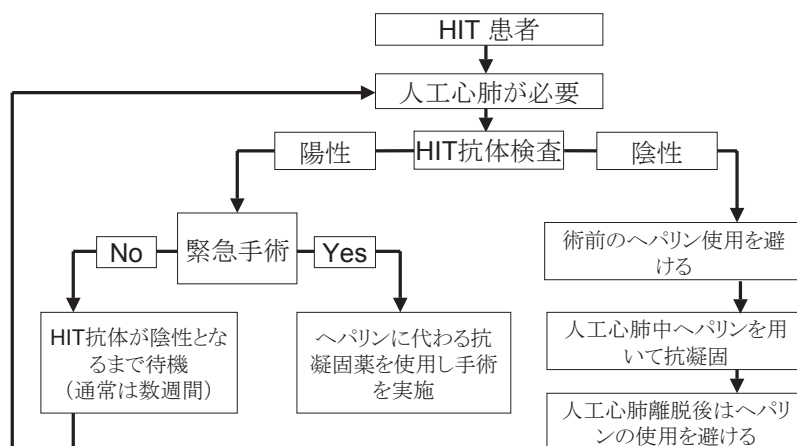 HIT 患者
人工心肺が必要
陽性
HIT抗体検査
陰性
No
緊急手術
Yes
術前のヘパリン使用を避
ける
HIT抗体が陰性とな
るまで待機
（通常は数週間）
ヘパリンに代わる抗
凝固薬を使用し手術
を実施
人工心肺中ヘパリンを用
いて抗凝固
人工心肺離脱後はヘパリ
ンの使用を避ける